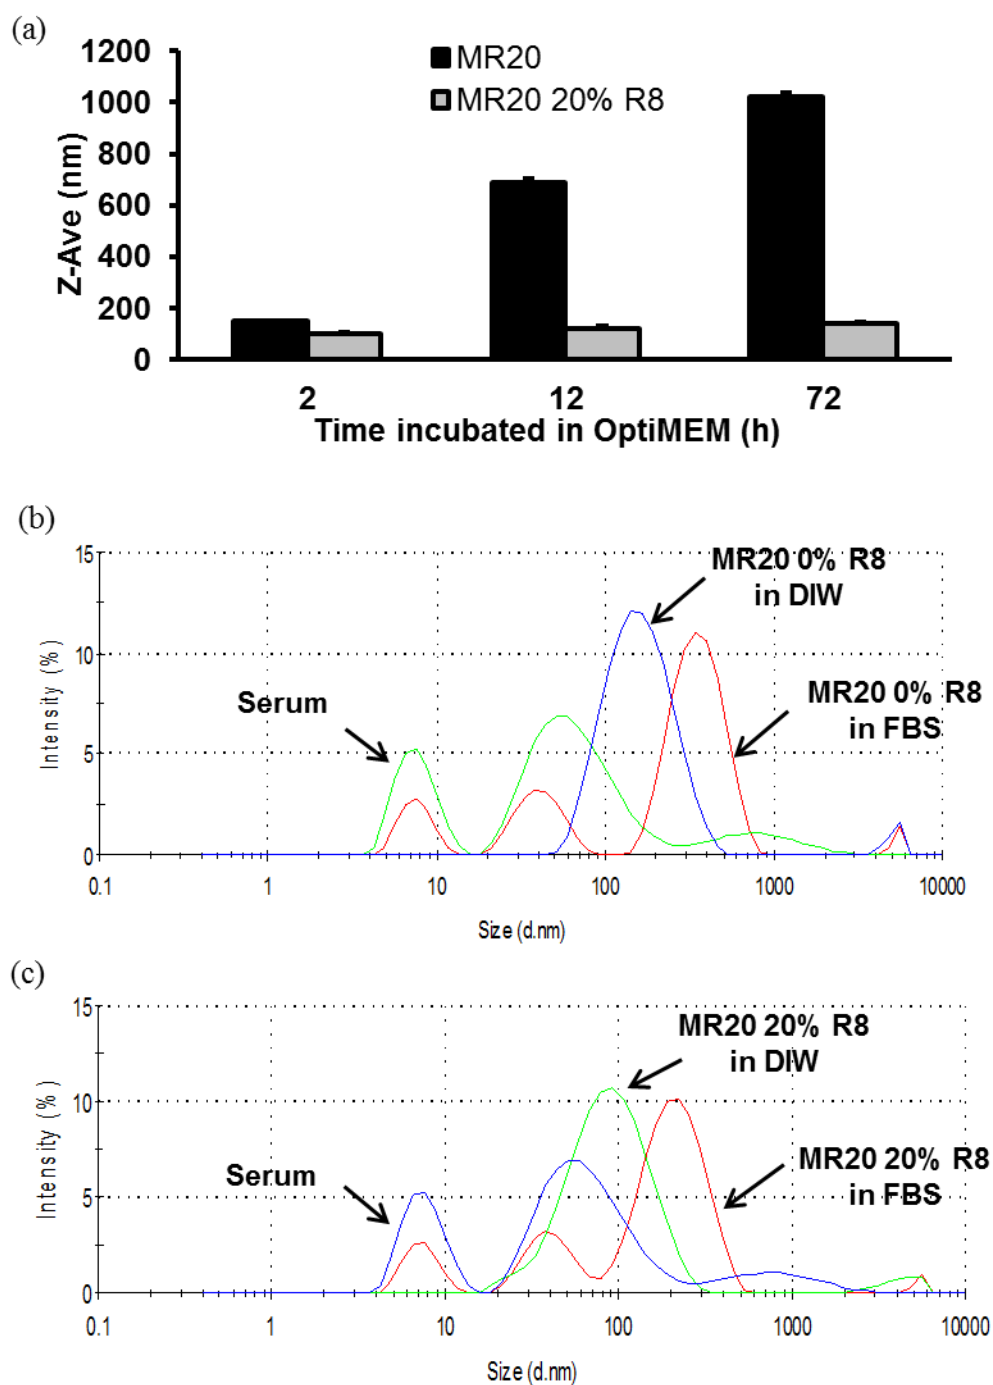 (a)
1200
1000
800
600
400
200
0
Z-Ave (nm)
MR20
MR20 20% R8
2 12 72
Time incubated in OptiMEM (h)
(b)
15
10
5
0
Intensity (%)
MR20 0% R8
in DIW
Serum
MR20 0% R8
in FBS
0.1 1 10 100 1000 10000
Size (d.nm)
(c)
15
10
5
0
Intensity (%)
MR20 20% R8
in DIW
Serum
MR20 20% R8
in FBS
0.1 1 10 100 1000 10000
Size (d.nm)